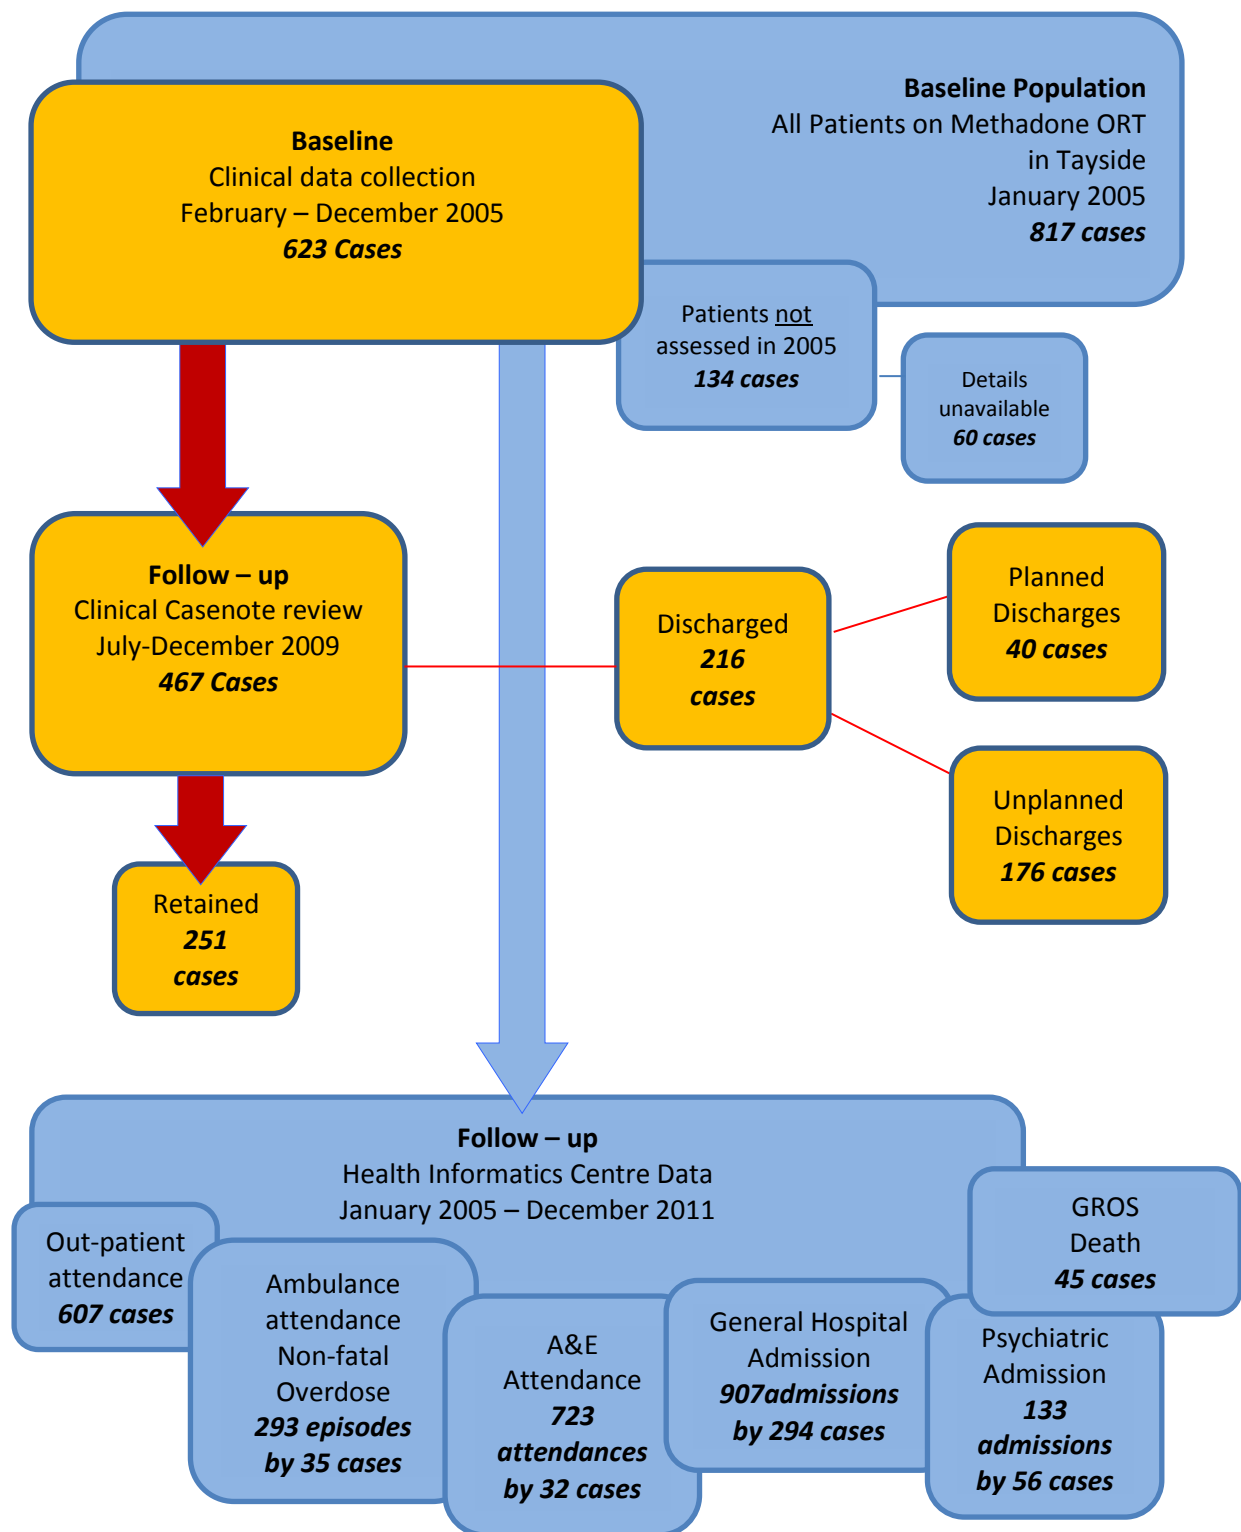 Baseline Population
All Patients on Methadone ORT
in Tayside
January 2005
817 cases
Baseline
Clinical data collection
February – December 2005
623 Cases
Patients not
assessed in 2005
134 cases
Details
unavailable
60 cases
Follow – up
Clinical Casenote review
July-December 2009
467 Cases
Discharged
216
cases
Planned
Discharges
40 cases
Unplanned
Discharges
176 cases
Retained
251
cases
Follow – up
Health Informatics Centre Data
January 2005 – December 2011
Out-patient
attendance
607 cases
Ambulance
attendance
Non-fatal
Overdose
293 episodes
by 35 cases
A&E
Attendance
723
attendances
by 32 cases
General Hospital
Admission
907admissions
by 294 cases
GROS
Death
45 cases
Psychiatric
Admission
133
admissions
by 56 cases